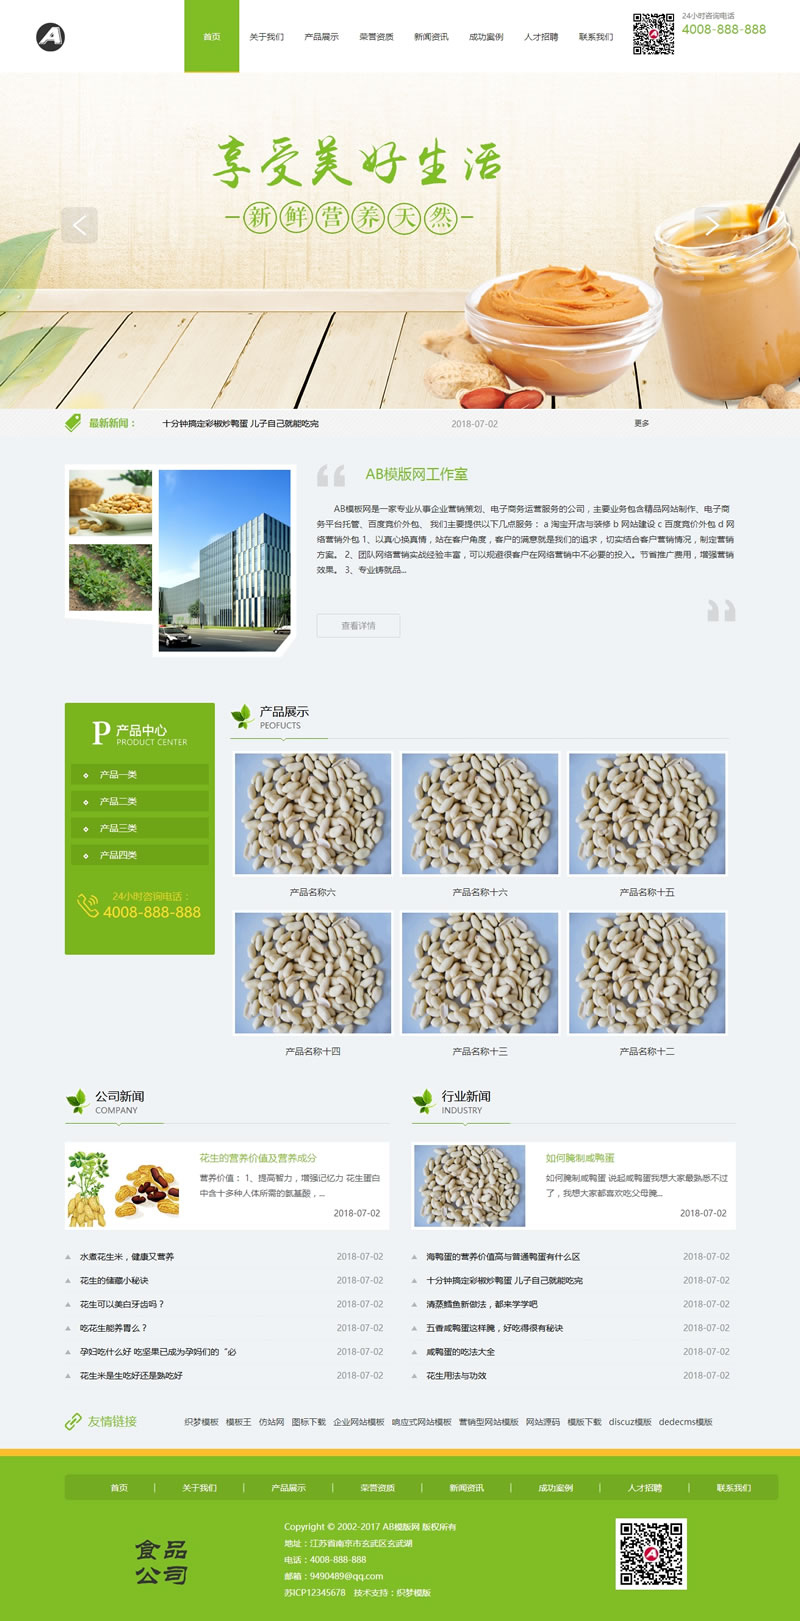 首页 关于我们 产品展示 荣誉资质 新闻资讯 成功案例 人才招聘 联系我们
24小时咨询电话
4008-888-888
享受美好生活
新鲜营养天然
最新新闻： 十分钟搞定彩椒炒鸭蛋 儿子自己就能吃完 2018-07-02 更多
AB模版网工作室
AB模板网是一家专业从事企业营销策划、电子商务运营服务的公司，主要业务包含精品网站制作、电子商
务平台托管、百度竞价外包、 我们主要提供以下几点服务： a 淘宝开店与装修 b 网站建设 c 百度竞价外包 d 网
络营销外包 1、以真心换真情，站在客户角度，客户的满意就是我们的追求，切实结合客户营销情况，制定营销
方案。 2、团队网络营销实战经验丰富，可以规避很客户在网络营销中不必要的投入。节省推广费用，增强营销
效果。 3、专业铸就品...
查看详情
P 产品中心
PRODUCT CENTER
产品一类
产品二类
产品三类
产品四类
24小时咨询电话：
4008-888-888
产品展示
PEOFUCTS
产品名称六 产品名称十六 产品名称十五
产品名称十四 产品名称十三 产品名称十二
公司新闻
COMPANY
花生的营养价值及营养成分
营养价值： 1、提高智力，增强记忆力 花生蛋白
中含十多种人体所需的氨基酸，...
2018-07-02
水煮花生米，健康又营养 2018-07-02
花生的储藏小秘诀 2018-07-02
花生可以美白牙齿吗？ 2018-07-02
吃花生能养胃么？ 2018-07-02
孕妇吃什么好 吃坚果已成为孕妈们的“必 2018-07-02
花生米是生吃好还是熟吃好 2018-07-02
行业新闻
INDUSTRY
如何腌制咸鸭蛋
如何腌制咸鸭蛋 说起咸鸭蛋我想大家最熟悉不过
了，我想大家都喜欢吃父母腌...
2018-07-02
海鸭蛋的营养价值高与普通鸭蛋有什么区 2018-07-02
十分钟搞定彩椒炒鸭蛋 儿子自己就能吃完 2018-07-02
清蒸鳕鱼新做法，都来学学吧 2018-07-02
五香咸鸭蛋这样腌，好吃得很有秘诀 2018-07-02
咸鸭蛋的吃法大全 2018-07-02
花生用法与功效 2018-07-02
友情链接 织梦模板 模板王 仿站网 图标下载 企业网站模板 响应式网站模板 营销型网站模版 网站源码 模版下载 discuz模版 dedecms模版
首页 | 关于我们 | 产品展示 | 荣誉资质 | 新闻资讯 | 成功案例 | 人才招聘 | 联系我们
食品
公司
Copyright © 2002-2017 AB模版网 版权所有
地址：江苏省南京市玄武区玄武湖
电话：4008-888-888
邮箱：9490489@qq.com
苏ICP12345678 技术支持：织梦模版